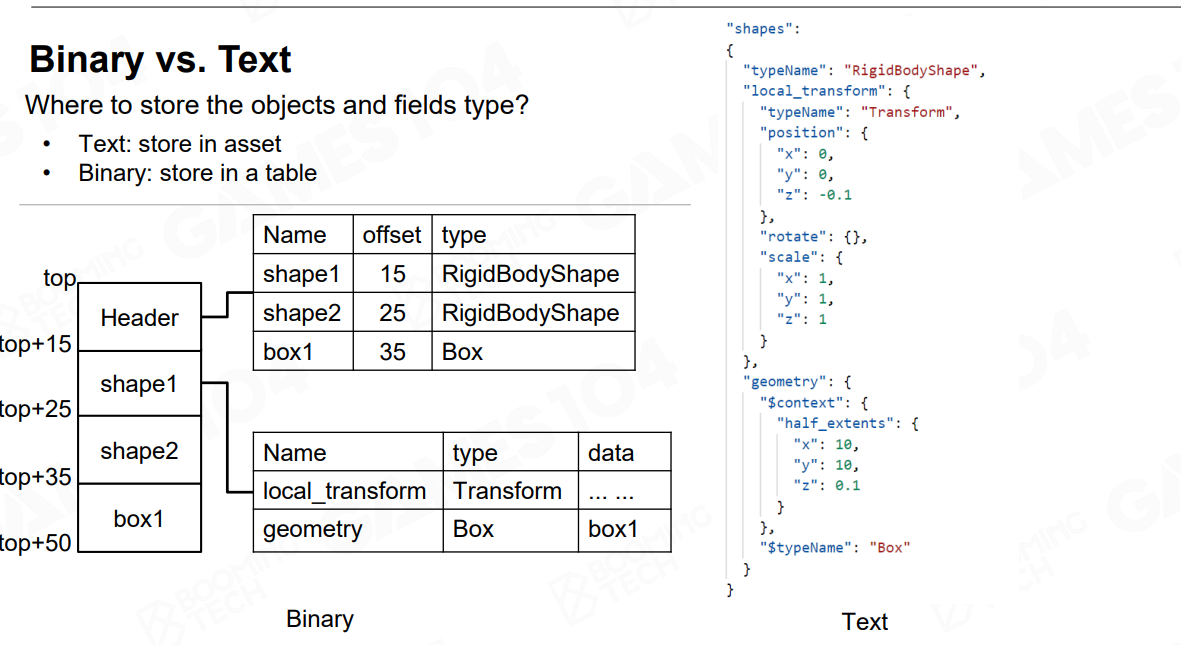 Binary vs. Text
Where to store the objects and fields type?
• Text: store in asset
• Binary: store in a table
Name offset type
shape1 15 RigidBodyShape
shape2 25 RigidBodyShape
box1 35 Box
top
Header
top+15
shape1
top+25
shape2
top+35
box1
top+50
Name type data
local_transform Transform ... ...
geometry Box box1
Binary
"shapes":
{
"typeName": "RigidBodyShape",
"local_transform": {
"typeName": "Transform",
"position": {
"x": 0,
"y": 0,
"z": -0.1
},
"rotate": {},
"scale": {
"x": 1,
"y": 1,
"z": 1
}
},
"geometry": {
"$context": {
"half_extents": {
"x": 10,
"y": 10,
"z": 0.1
}
},
"$typeName": "Box"
}
}
Text
GAMES104
BOOMING TECH